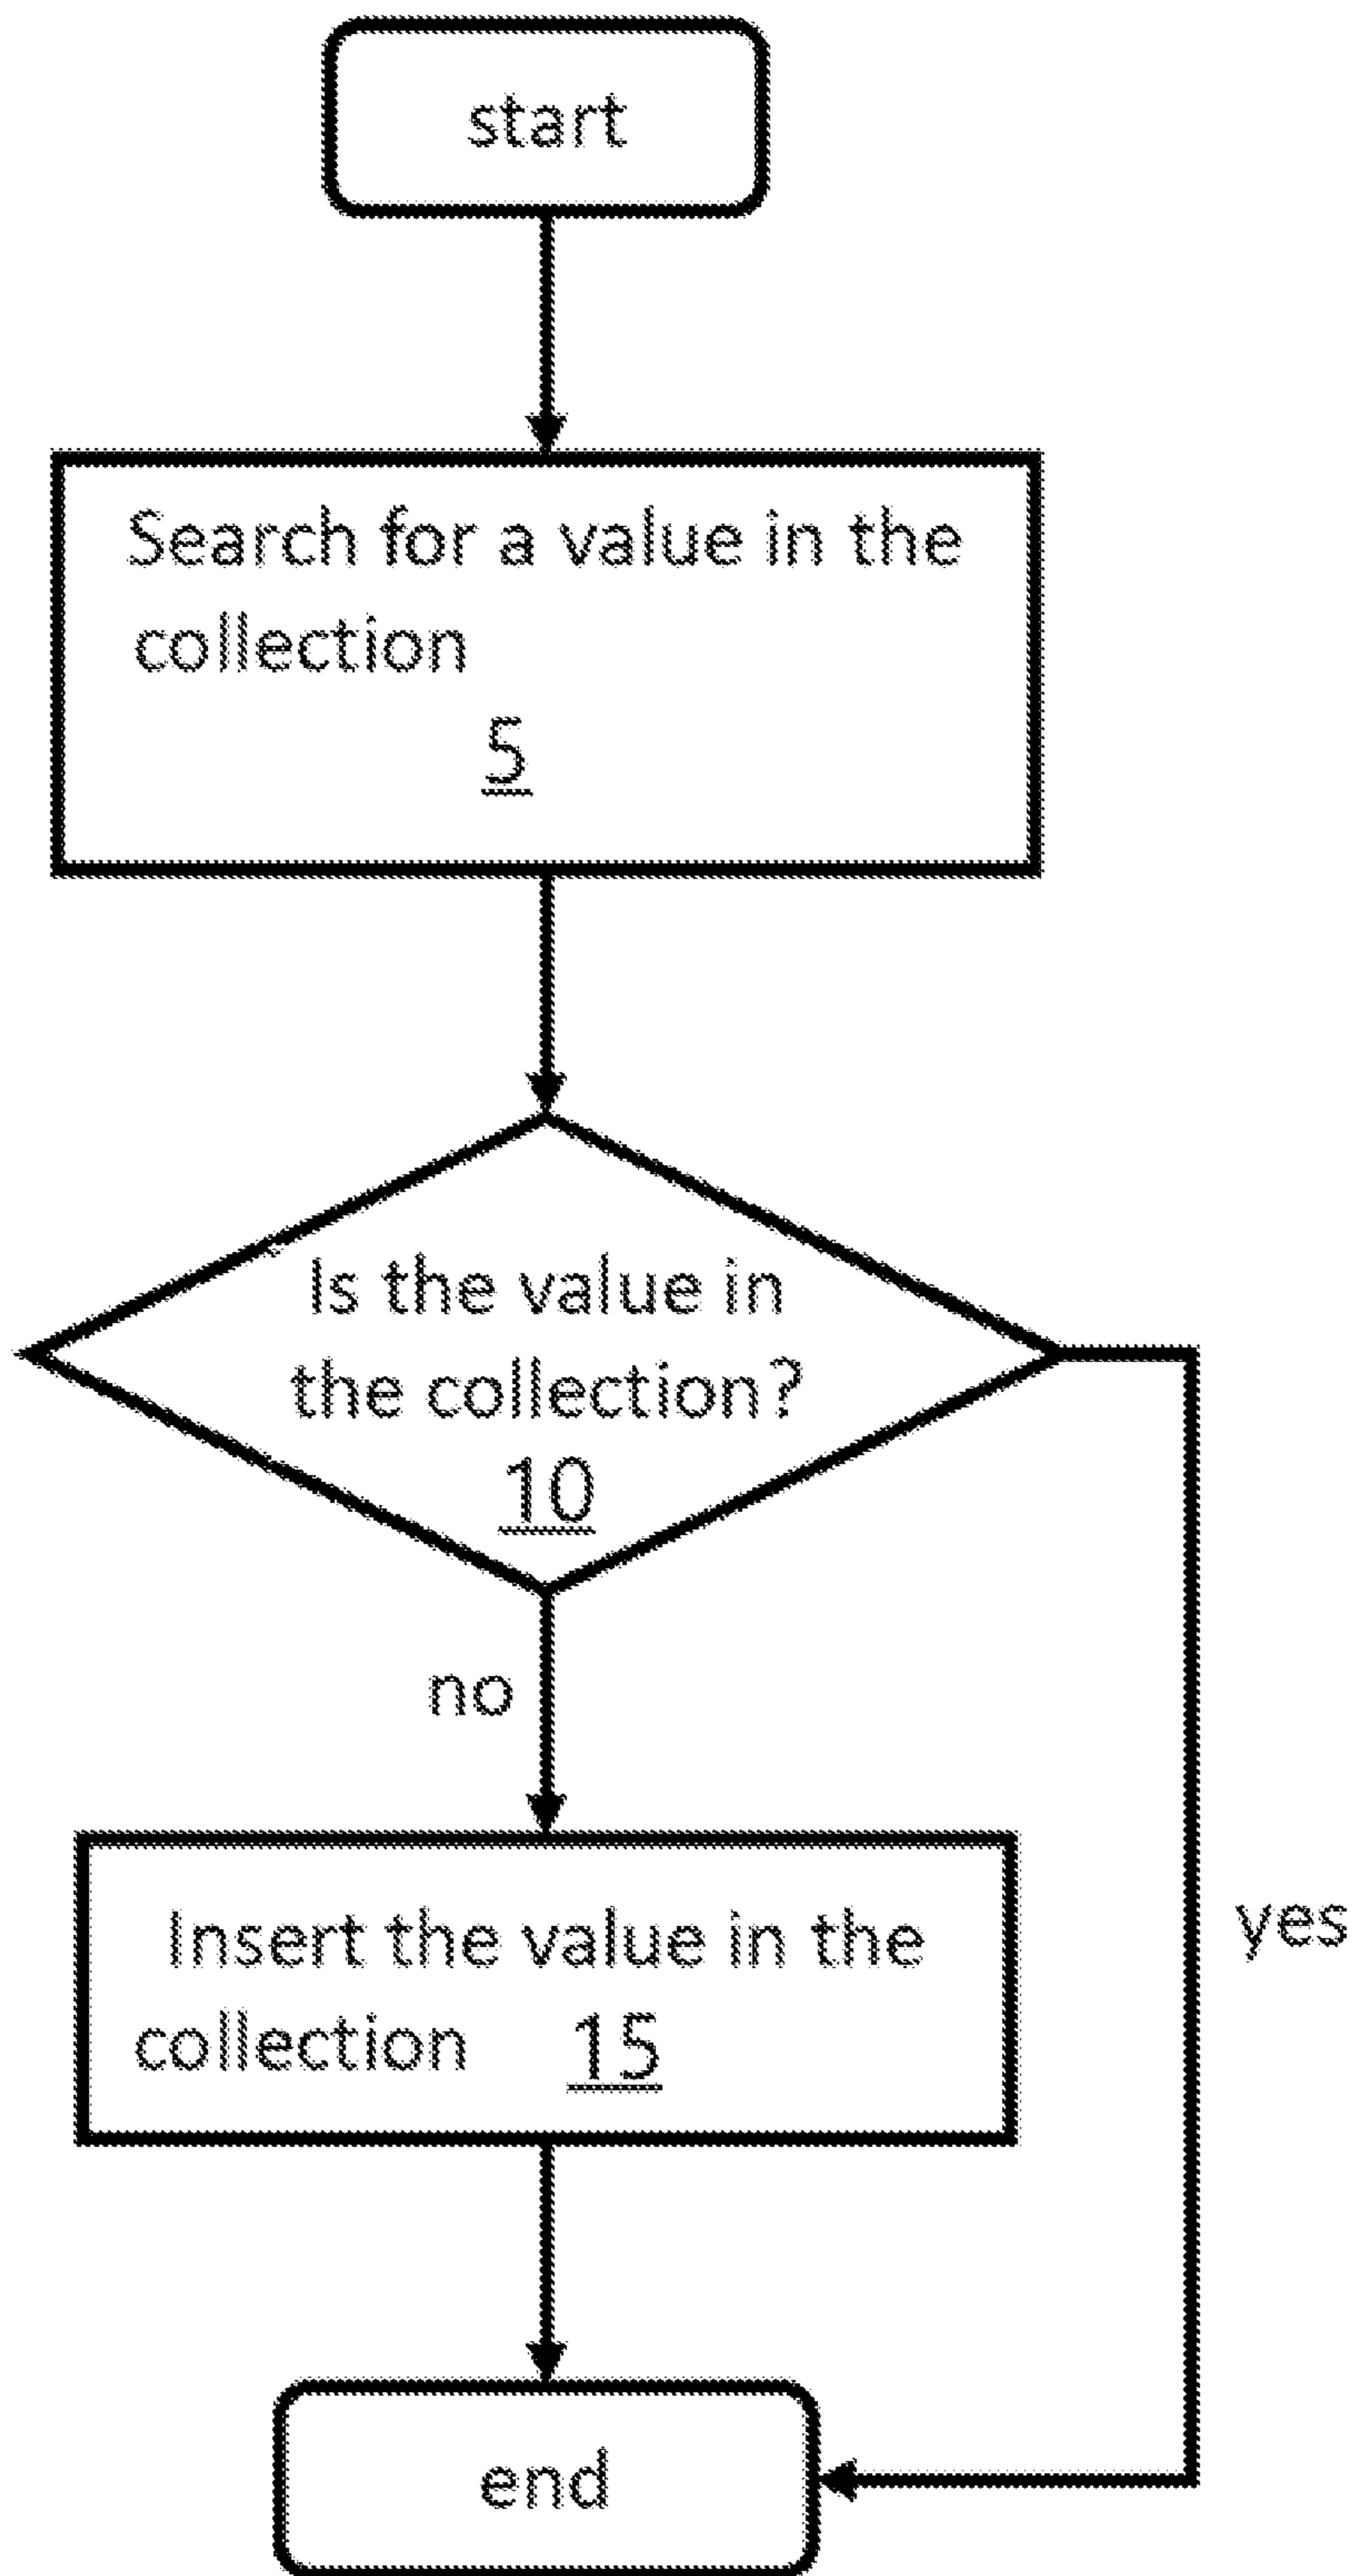 start
Search for a value in the
collection
5
Is the value in
the collection?
10
no
Insert the value in the
collection 15
yes
end